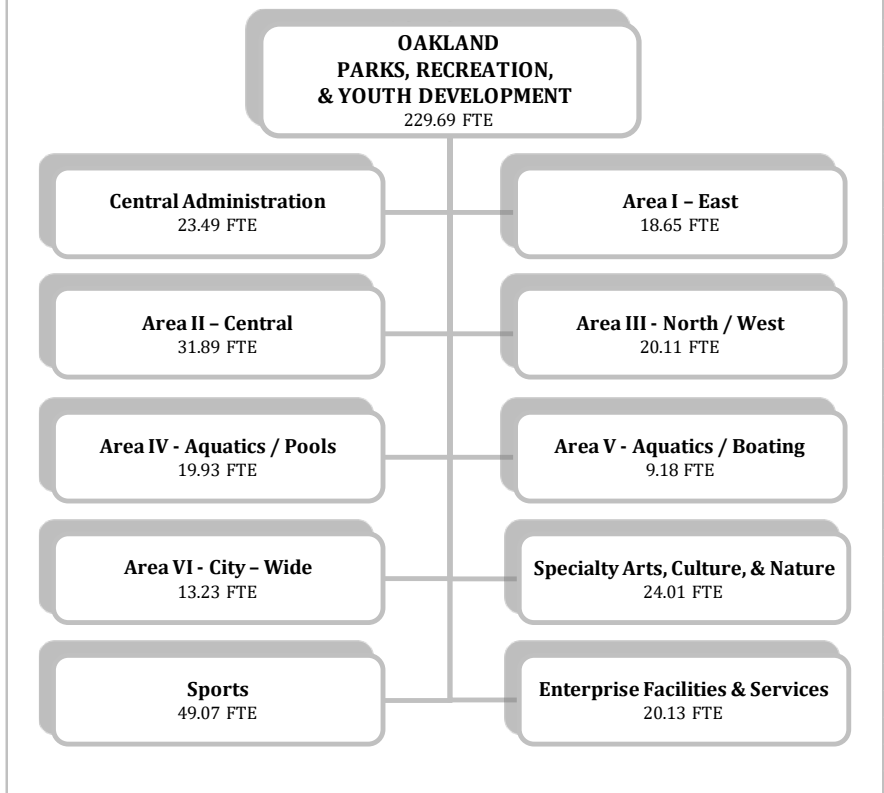 OAKLAND
PARKS, RECREATION,
& YOUTH DEVELOPMENT
229.69 FTE
Central Administration
23.49 FTE
Area I – East
18.65 FTE
Area II – Central
31.89 FTE
Area III - North / West
20.11 FTE
Area IV - Aquatics / Pools
19.93 FTE
Area V - Aquatics / Boating
9.18 FTE
Area VI - City – Wide
13.23 FTE
Specialty Arts, Culture, & Nature
24.01 FTE
Sports
49.07 FTE
Enterprise Facilities & Services
20.13 FTE